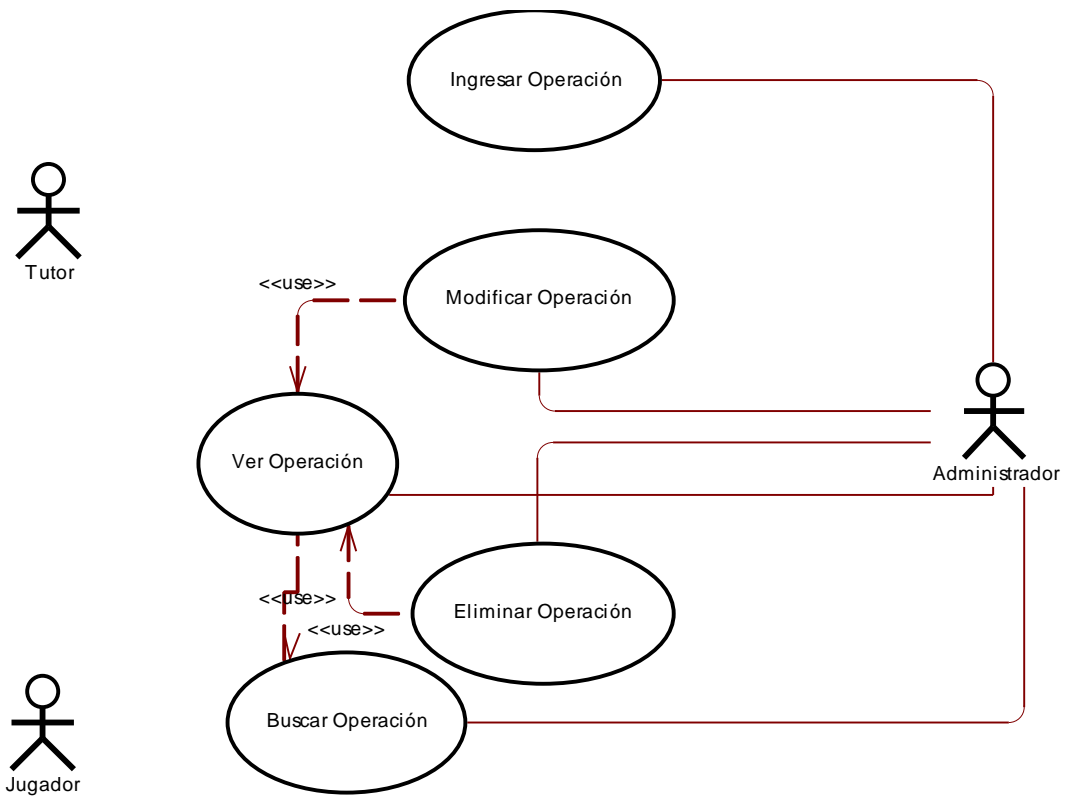 Ingresar Operación
Tutor
<<use>>
Modificar Operación
Ver Operación
Administrador
<<use>>
Eliminar Operación
<<use>>
Buscar Operación
Jugador